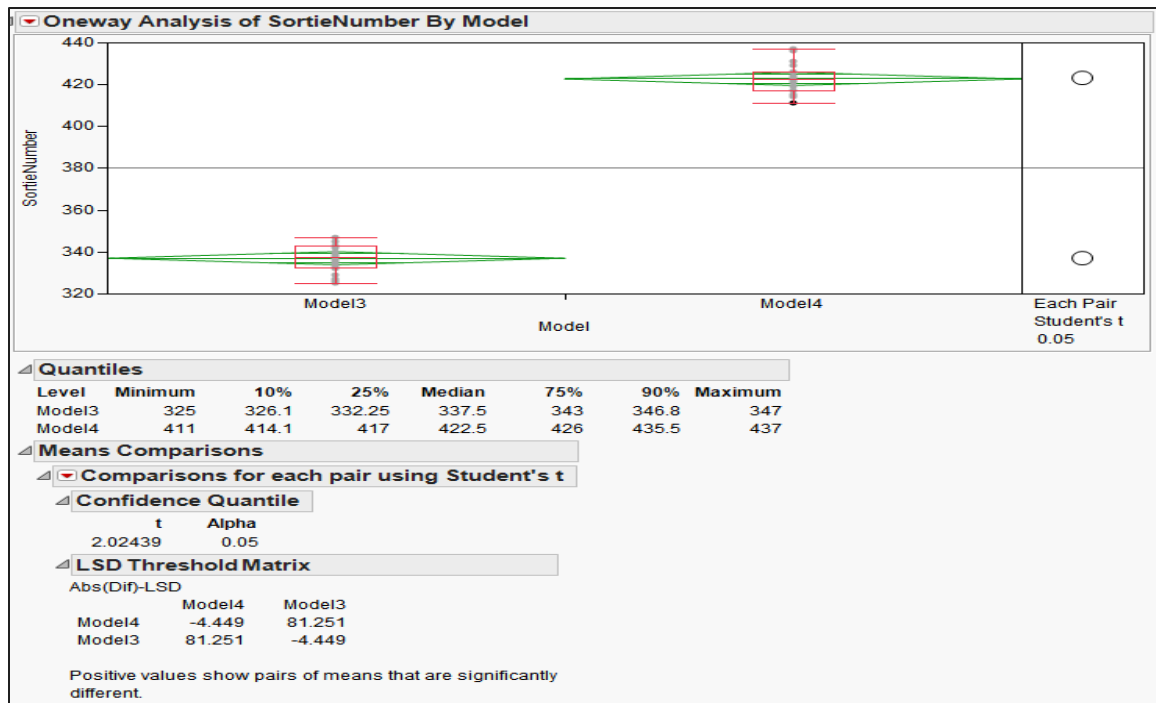 Oneway Analysis of SortieNumber By Model
440
420
400
380
360
340
320
SortieNumber
Model3 Model4
Model
Each Pair
Student's t
0.05
Quantiles
Level Minimum 10% 25% Median 75% 90% Maximum
Model3 325 326.1 332.25 337.5 343 346.8 347
Model4 411 414.1 417 422.5 426 435.5 437
Means Comparisons
Comparisons for each pair using Student's t
Confidence Quantile
t Alpha
2.02439 0.05
LSD Threshold Matrix
Abs(Dif)-LSD
Model4 Model3
Model4 -4.449 81.251
Model3 81.251 -4.449
Positive values show pairs of means that are significantly
different.